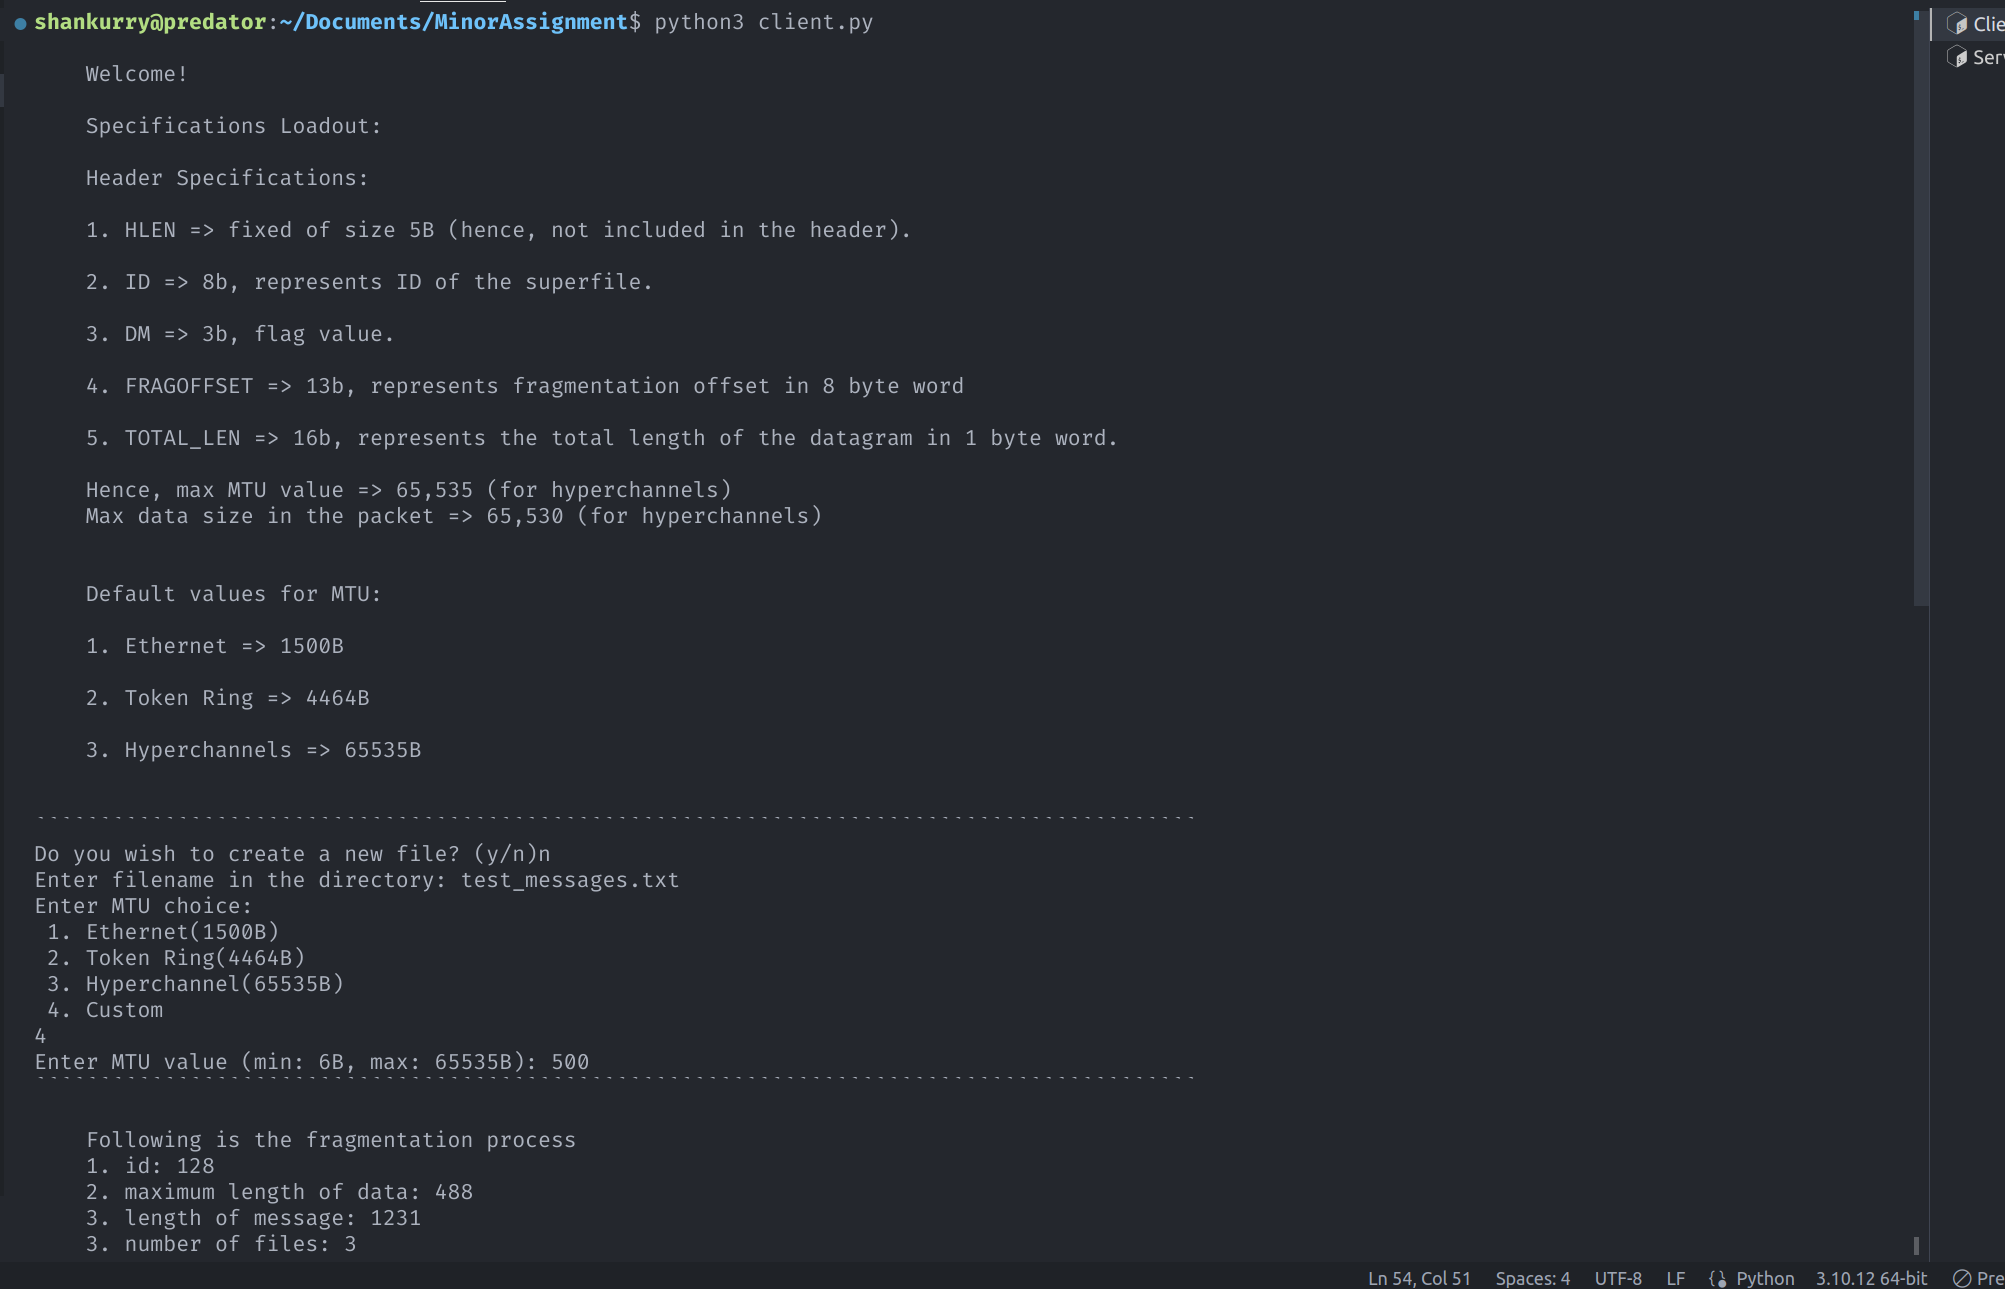 shankurry@predator:~/Documents/MinorAssignment$ python3 client.py
Welcome!
Specifications Loadout:
Header Specifications:
1. HLEN => fixed of size 5B (hence, not included in the header).
2. ID => 8b, represents ID of the superfile.
3. DM => 3b, flag value.
4. FRAGOFFSET => 13b, represents fragmentation offset in 8 byte word
5. TOTAL_LEN => 16b, represents the total length of the datagram in 1 byte word.
Hence, max MTU value => 65,535 (for hyperchannels)
Max data size in the packet => 65,530 (for hyperchannels)
Default values for MTU:
1. Ethernet => 1500B
2. Token Ring => 4464B
3. Hyperchannels => 65535B
Do you wish to create a new file? (y/n)n
Enter filename in the directory: test_messages.txt
Enter MTU choice:
1. Ethernet(1500B)
2. Token Ring(4464B)
3. Hyperchannel(65535B)
4. Custom
4
Enter MTU value (min: 6B, max: 65535B): 500
Following is the fragmentation process
1. id: 128
2. maximum length of data: 488
3. length of message: 1231
3. number of files: 3
Clie
Ser
Ln 54, Col 51 Spaces: 4 UTF-8 LF {} Python 3.10.12 64-bit Pre